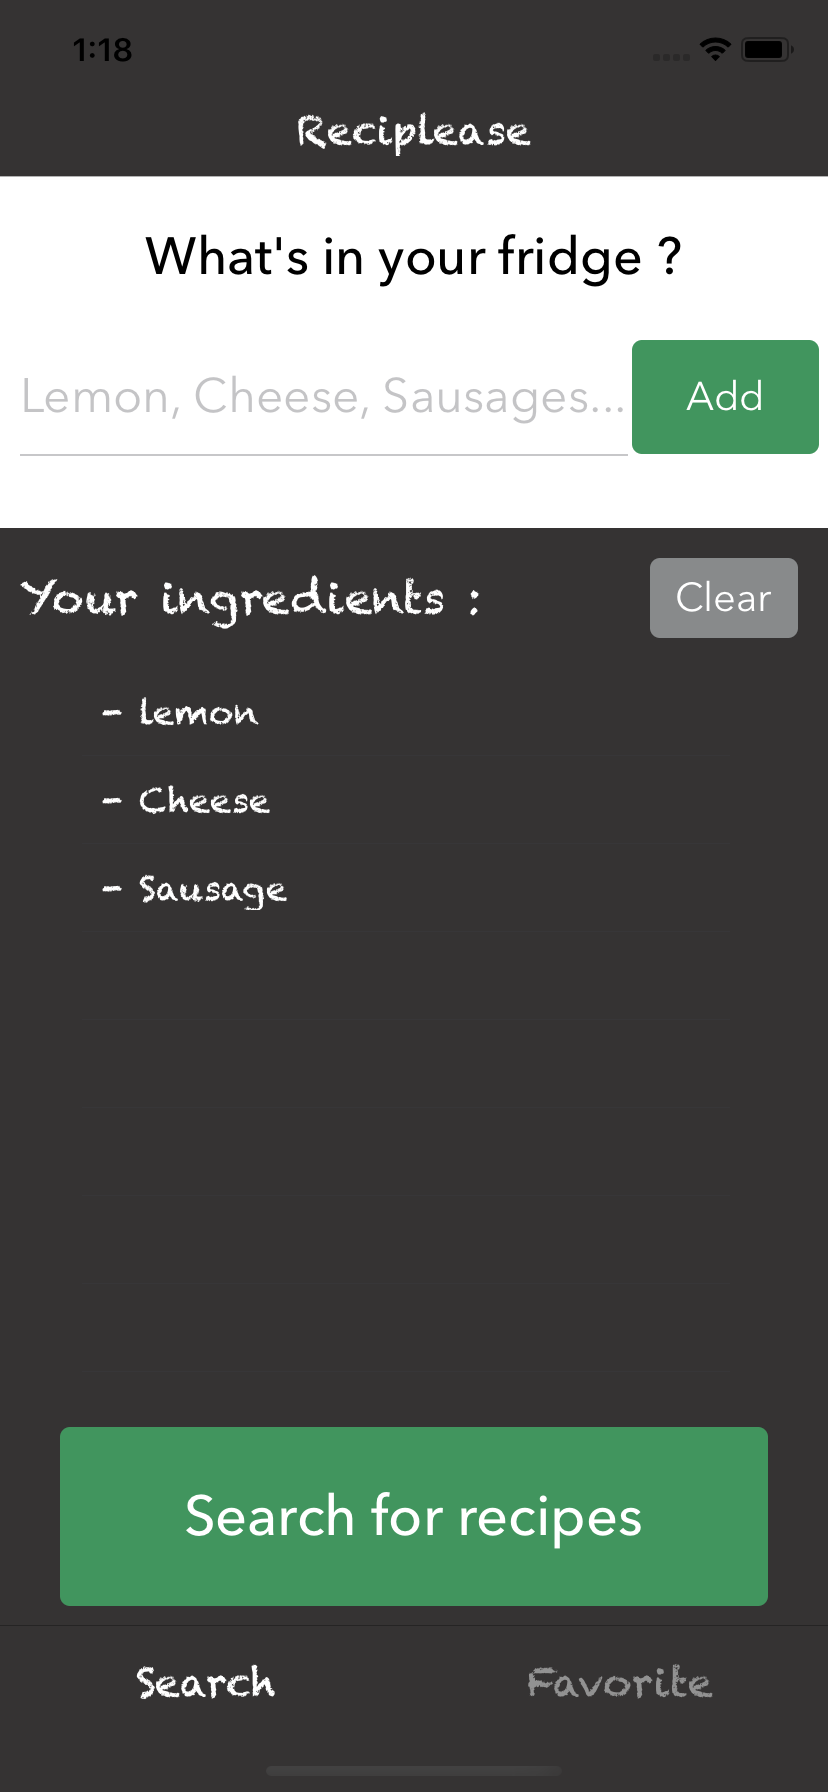 1:18
Reciplease
What's in your fridge ?
Lemon, Cheese, Sausages...
Add
Your ingredients :
Clear
- lemon
- Cheese
- Sausage
Search for recipes
Search
Favorite